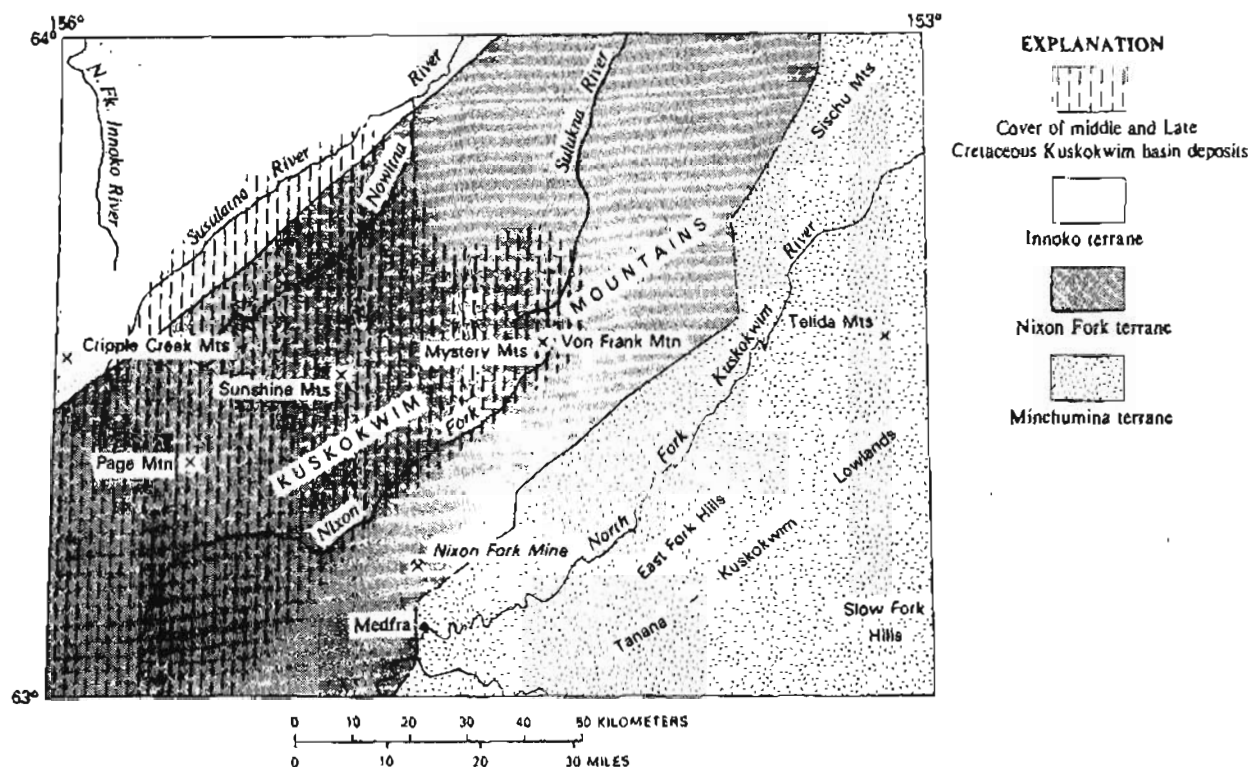 156°
153°
64°
N. Fk. Innoko River
Susulatna River
River
Nowitna
Sulukna River
Sischu Mts
MOUNTAINS
River
Cripple Creek Mts
Sunshine Mts
Mystery Mts
Von Frank Mtn
Telida Mts
Kuskokwim
KUSKOKWIM
Fork
Page Mtn
Nixon
Fork
Lowlands
Nixon Fork Mine
North
East Fork Hills
Kuskokwim
Medfra
Tanana
Slow Fork
Hills
63°
0 10 20 30 40 50 KILOMETERS
0 10 20 30 MILES
EXPLANATION
Cover of middle and Late
Cretaceous Kuskokwim basin deposits
Innoko terrane
Nixon Fork terrane
Minchumina terrane